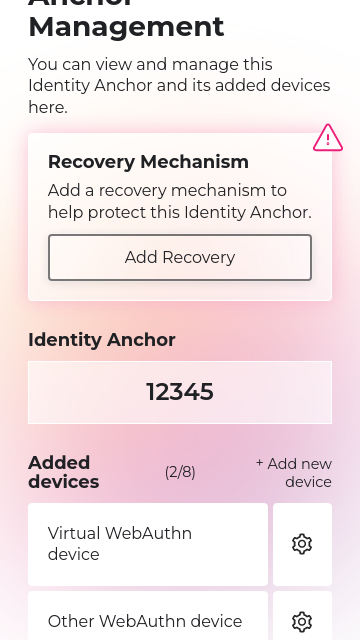 Anchor
Management
You can view and manage this
Identity Anchor and its added devices
here.
Recovery Mechanism
Add a recovery mechanism to
help protect this Identity Anchor.
Add Recovery
Identity Anchor
12345
Added
devices
(2/8)
+ Add new
device
Virtual WebAuthn
device
Other WebAuthn device